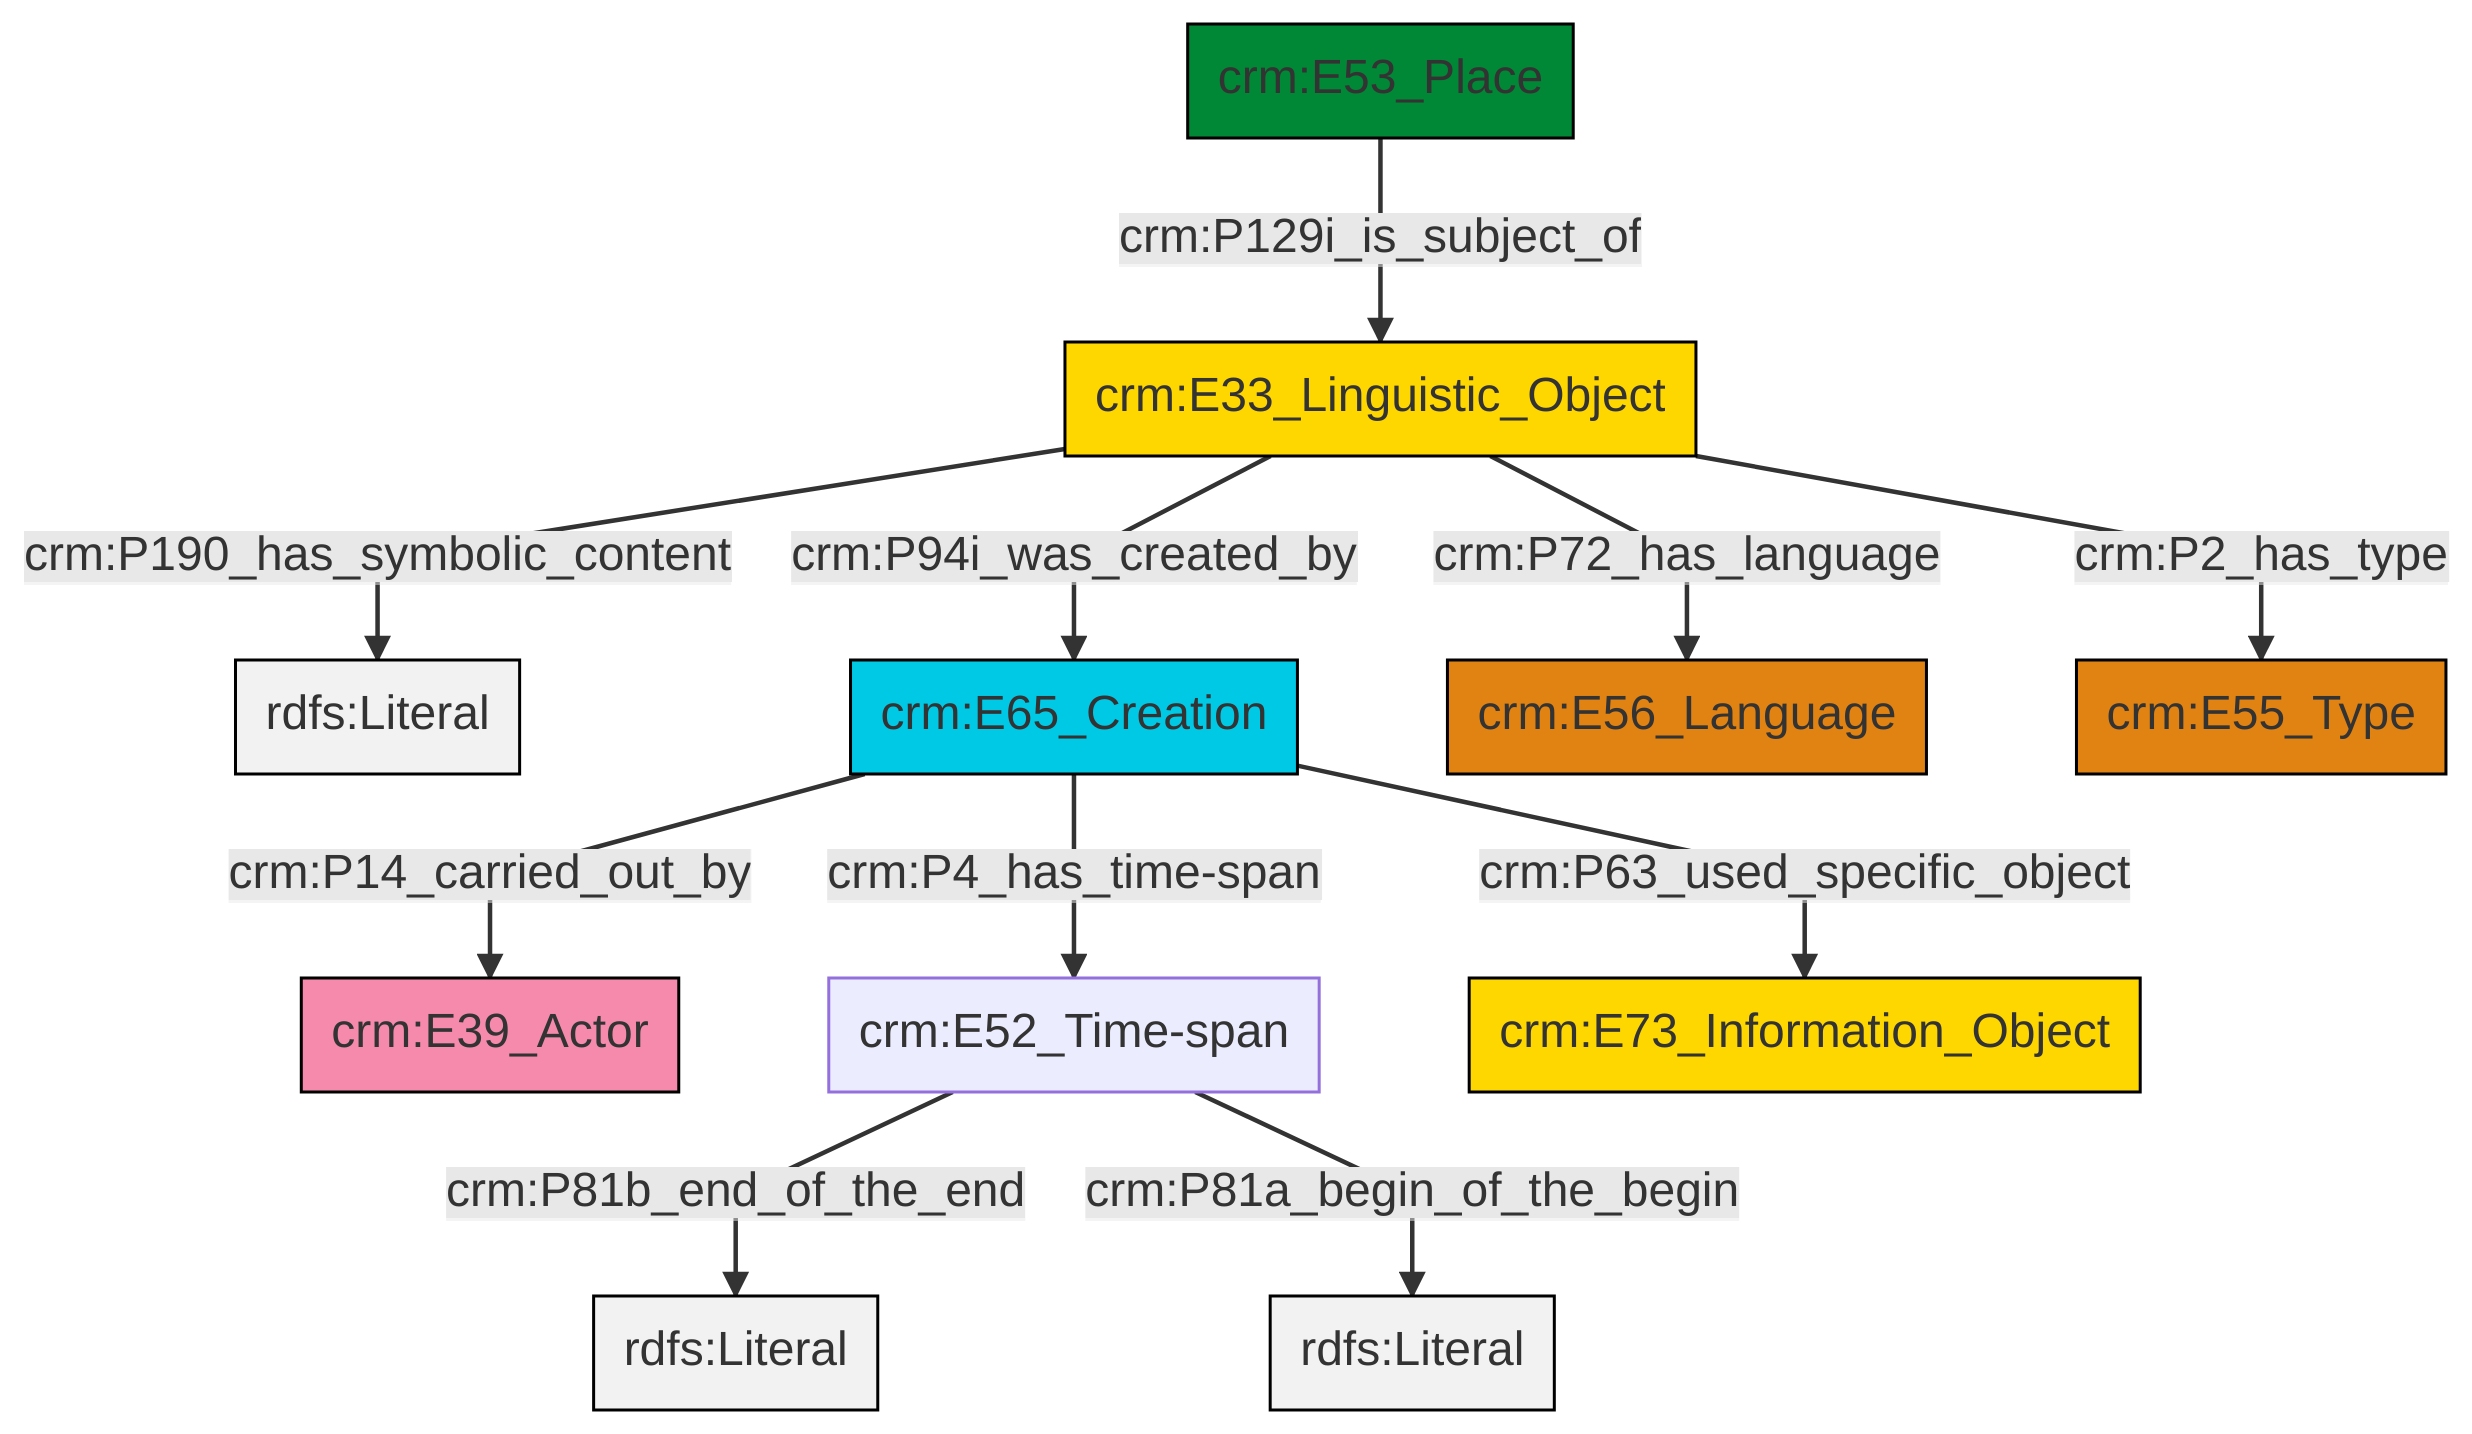 crm:E53_Place
crm:P129i_is_subject_of
crm:E33_Linguistic_Object
crm:P190_has_symbolic_content
crm:P94i_was_created_by
crm:P72_has_language
crm:P2_has_type
rdfs:Literal
crm:E65_Creation
crm:E56_Language
crm:E55_Type
crm:P14_carried_out_by
crm:P4_has_time-span
crm:P63_used_specific_object
crm:E39_Actor
crm:E52_Time-span
crm:E73_Information_Object
crm:P81b_end_of_the_end
crm:P81a_begin_of_the_begin
rdfs:Literal
rdfs:Literal